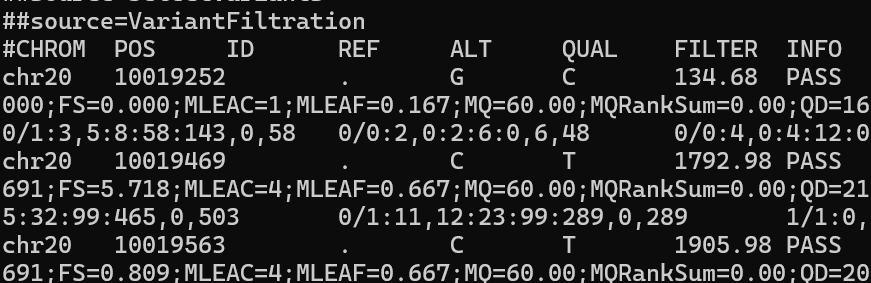 ##source=VariantFiltration
#CHROM POS ID REF ALT QUAL FILTER INFO
chr20 10019252 . G C 134.68 PASS
000;FS=0.000;MLEAC=1;MLEAF=0.167;MQ=60.00;MQRankSum=0.00;QD=16
0/1:3,5:8:58:143,0,58 0/0:2,0:2:6:0,6,48 0/0:4,0:4:12:0
chr20 10019469 . C T 1792.98 PASS
691;FS=5.718;MLEAC=4;MLEAF=0.667;MQ=60.00;MQRankSum=0.00;QD=21
5:32:99:465,0,503 0/1:11,12:23:99:289,0,289 1/1:0,
chr20 10019563 . C T 1905.98 PASS
691;FS=0.809;MLEAC=4;MLEAF=0.667;MQ=60.00;MQRankSum=0.00;QD=20